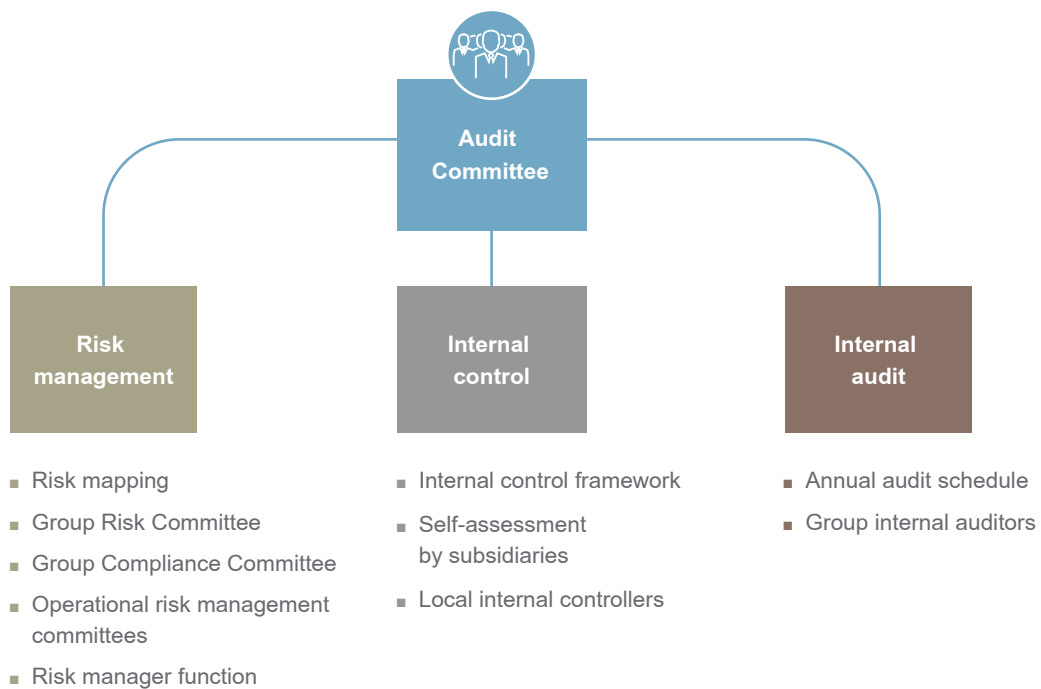 Audit
Committee
Risk
management
Internal
control
Internal
audit
Risk mapping
Group Risk Committee
Group Compliance Committee
Operational risk management
committees
Risk manager function
Internal control framework
Self-assessment
by subsidiaries
Local internal controllers
Annual audit schedule
Group internal auditors